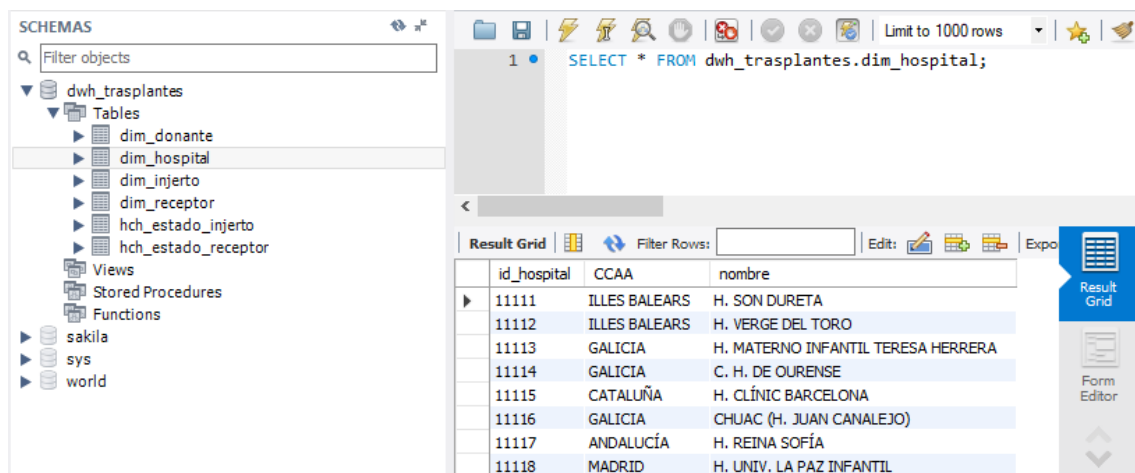 SCHEMAS
Filter objects
dwh_trasplantes
Tables
dim_donante
dim_hospital
dim_injerto
dim_receptor
hch_estado_injerto
hch_estado_receptor
Views
Stored Procedures
Functions
sakila
sys
world
Limit to 1000 rows
1 SELECT * FROM dwh_trasplantes.dim_hospital;
Result Grid Filter Rows: Edit: Expo
id_hospital CCAA nombre
11111 ILLES BALEARS H. SON DURETA
11112 ILLES BALEARS H. VERGE DEL TORO
11113 GALICIA H. MATERNO INFANTIL TERESA HERRERA
11114 GALICIA C. H. DE OURENSE
11115 CATALUÑA H. CLÍNIC BARCELONA
11116 GALICIA CHUAC (H. JUAN CANALEJO)
11117 ANDALUCÍA H. REINA SOFÍA
11118 MADRID H. UNIV. LA PAZ INFANTIL
Result
Grid
Form
Editor